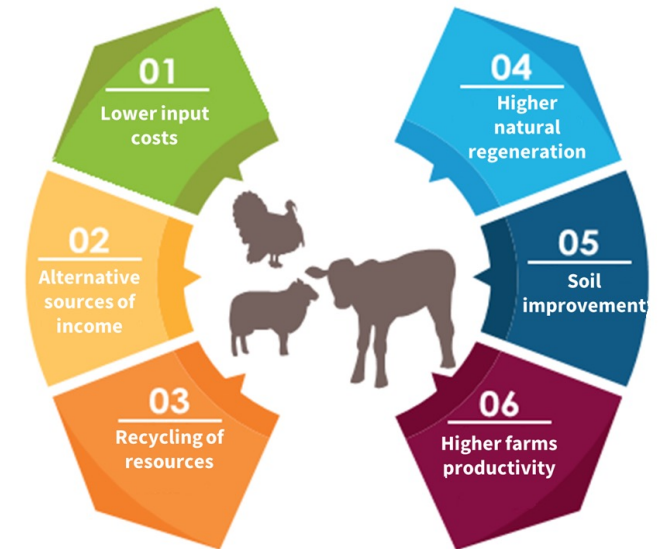 01
Lower input
costs
02
Alternative
sources of
income
03
Recycling of
resources
04
Higher
natural
regeneration
05
Soil
improvement
06
Higher farms
productivity